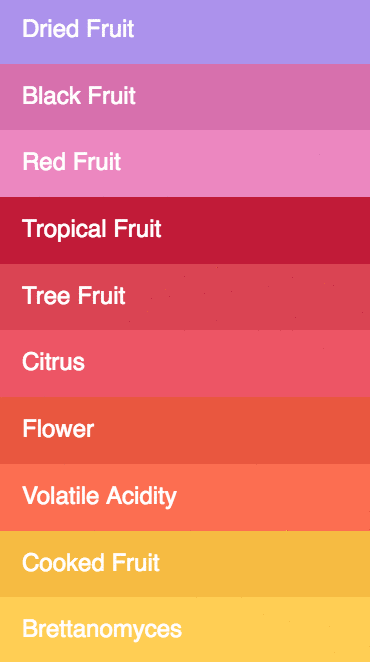 Dried Fruit
Black Fruit
Red Fruit
Tropical Fruit
Tree Fruit
Citrus
Flower
Volatile Acidity
Cooked Fruit
Brettanomyces